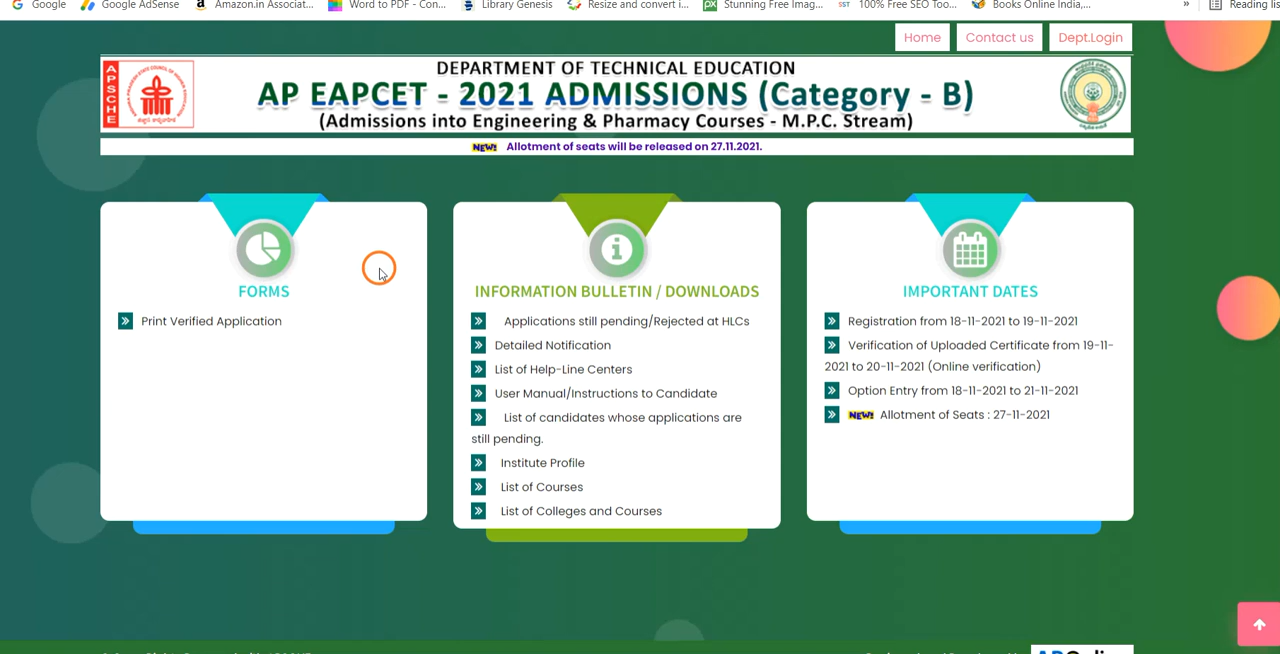 Google Google AdSense Amazon.in Associat... Word to PDF - Con... Library Genesis Resize and convert i... Stunning Free Imag... SST 100% Free SEO Too... Books Online India,... » Reading lis
Home Contact us Dept.Login
APSCHE
DEPARTMENT OF TECHNICAL EDUCATION
AP EAPCET - 2021 ADMISSIONS (Category - B)
(Admissions into Engineering & Pharmacy Courses - M.P.C. Stream)
NEW! Allotment of seats will be released on 27.11.2021.
FORMS
Print Verified Application
INFORMATION BULLETIN / DOWNLOADS
Applications still pending/Rejected at HLCs
Detailed Notification
List of Help-Line Centers
User Manual/Instructions to Candidate
List of candidates whose applications are
still pending.
Institute Profile
List of Courses
List of Colleges and Courses
IMPORTANT DATES
Registration from 18-11-2021 to 19-11-2021
Verification of Uploaded Certificate from 19-11-
2021 to 20-11-2021 (Online verification)
Option Entry from 18-11-2021 to 21-11-2021
NEW! Allotment of Seats : 27-11-2021